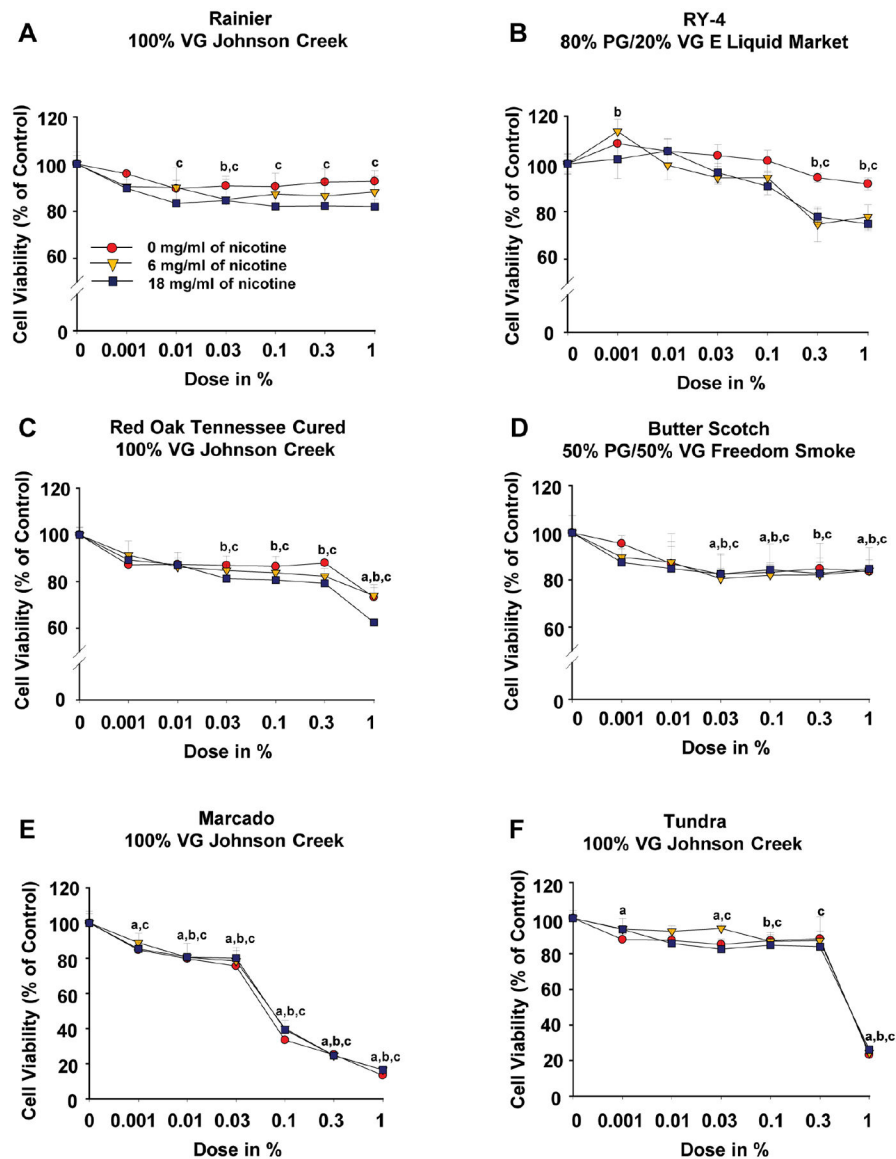 A
Rainier
100% VG Johnson Creek
Cell Viability (% of Control)
120
100
80
60
0
c
b,c
c
c
c
0 mg/ml of nicotine
6 mg/ml of nicotine
18 mg/ml of nicotine
0 0.001 0.01 0.03 0.1 0.3 1
Dose in %
B
RY-4
80% PG/20% VG E Liquid Market
Cell Viability (% of Control)
120
100
80
60
0
b
b,c
b,c
0 0.001 0.01 0.03 0.1 0.3 1
Dose in %
C
Red Oak Tennessee Cured
100% VG Johnson Creek
Cell Viability (% of Control)
120
100
80
60
0
b,c
b,c
b,c
a,b,c
0 0.001 0.01 0.03 0.1 0.3 1
Dose in %
D
Butter Scotch
50% PG/50% VG Freedom Smoke
Cell Viability (% of Control)
120
100
80
60
0
a,b,c
a,b,c
b,c
a,b,c
0 0.001 0.01 0.03 0.1 0.3 1
Dose in %
E
Marcado
100% VG Johnson Creek
Cell Viability (% of Control)
120
100
80
60
40
20
0
a,c
a,b,c
a,b,c
a,b,c
a,b,c
a,b,c
0 0.001 0.01 0.03 0.1 0.3 1
Dose in %
F
Tundra
100% VG Johnson Creek
Cell Viability (% of Control)
120
100
80
60
40
20
0
a
a,c
b,c
c
a,b,c
0 0.001 0.01 0.03 0.1 0.3 1
Dose in %